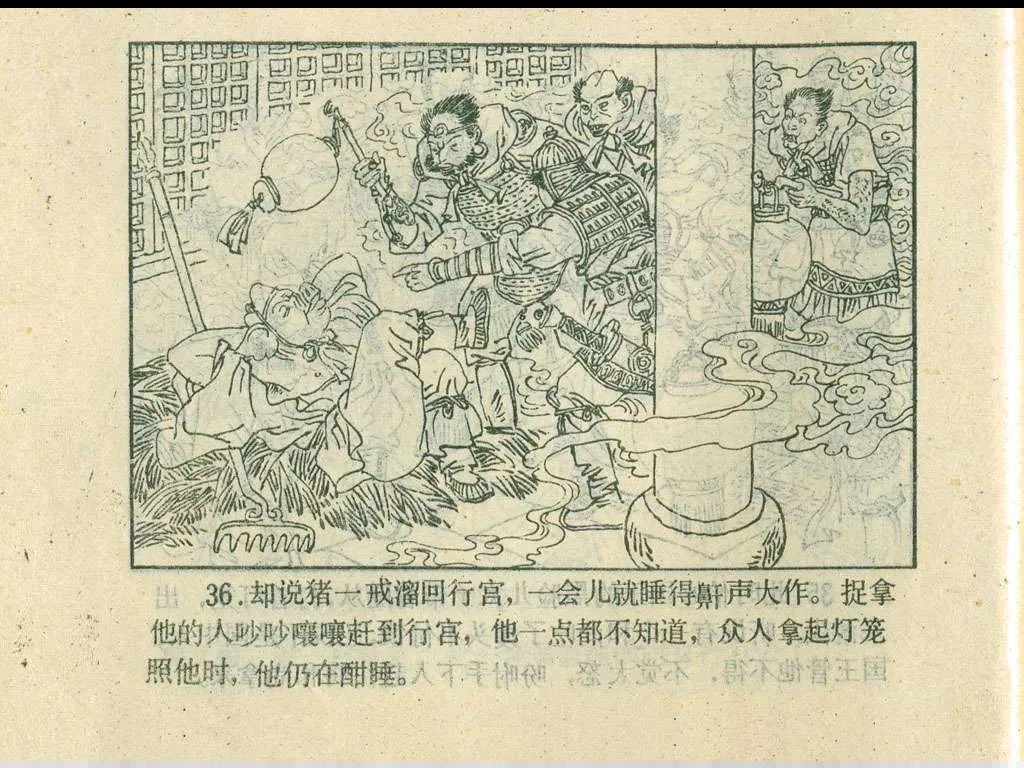 36.却说猪一戒溜回行宫，一会儿就睡得鼾声大作。捉拿
他的人吵吵嚷嚷赶到行宫，他一点都不知道，众人拿起灯笼
照他时，他仍在酣睡。